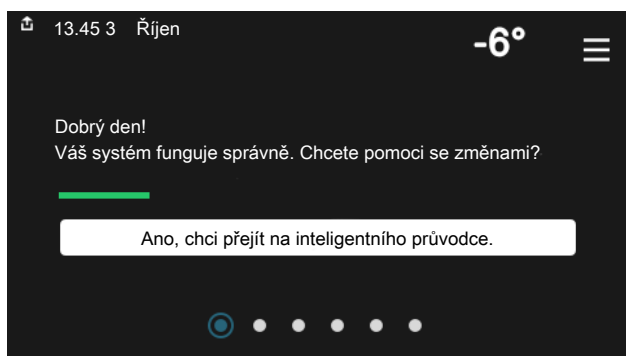 13.45 3 Říjen
-6°
Dobrý den!
Váš systém funguje správně. Chcete pomoci se změnami?
Ano, chci přejít na inteligentního průvodce.